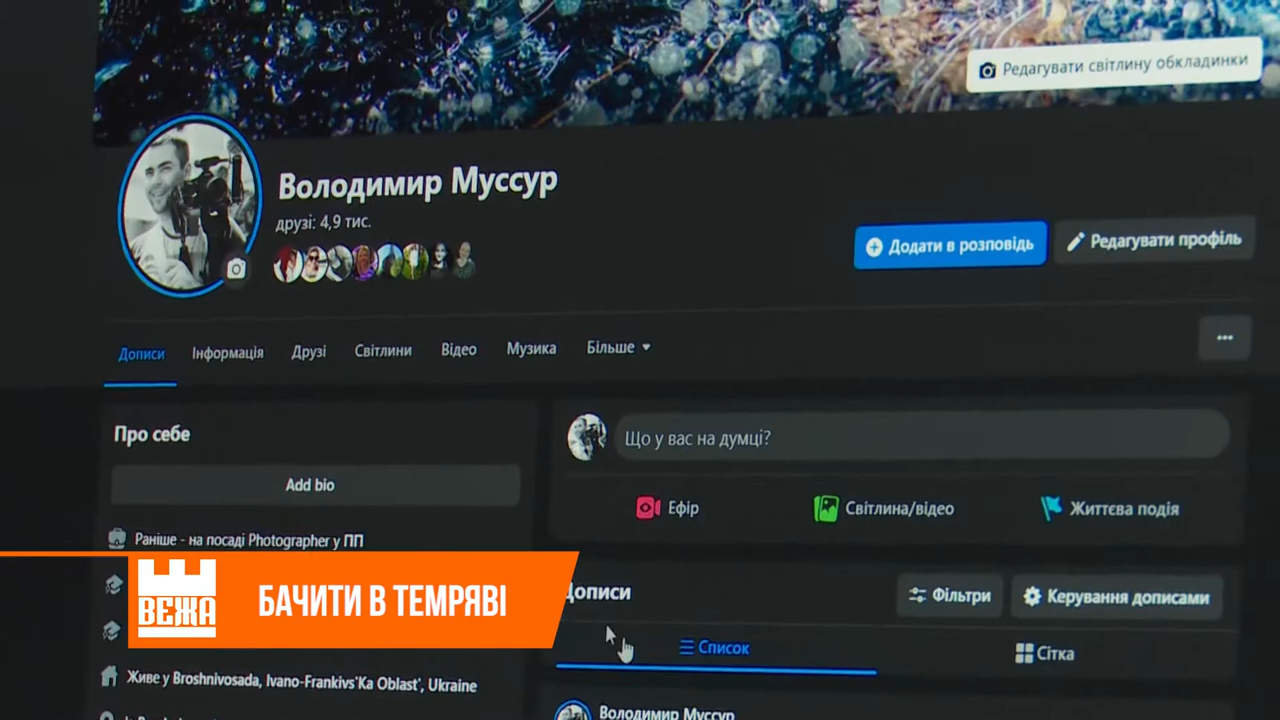 Редагувати світлину обкладинки
Володимир Муссур
друзі: 4,9 тис.
Додати в розповідь
Редагувати профіль
Дописи
Інформація
Друзі
Світлини
Відео
Музика
Більше
Про себе
Add bio
Що у вас на думці?
Ефір
Світлина/відео
Життєва подія
Раніше - на посаді Photographer у ПП
ВЕЖА
БАЧИТИ В ТЕМРЯВІ
Дописи
Фільтри
Керування дописами
Список
Сітка
Живе у Broshnivosada, Ivano-Frankivs'Ka Oblast', Ukraine
Володимир Муссур